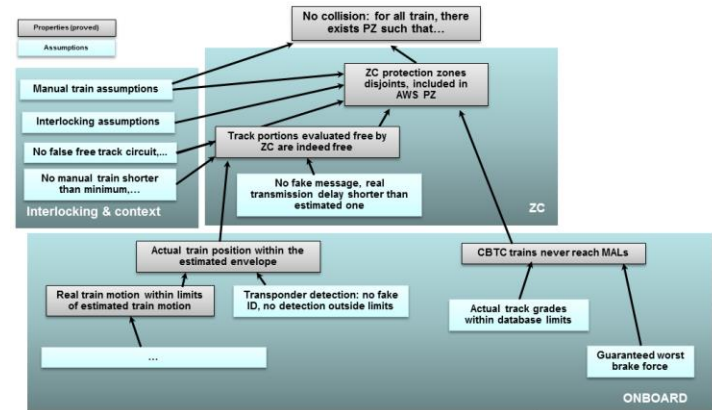 Properties (proved)
Assumptions
No collision: for all train, there
exists PZ such that…
Manual train assumptions
Interlocking assumptions
No false free track circuit,...
No manual train shorter
than minimum,…
Interlocking & context
ZC protection zones
disjoints, included in
AWS PZ
Track portions evaluated free by
ZC are indeed free
No fake message, real
transmission delay shorter than
estimated one
ZC
Actual train position within the
estimated envelope
CBTC trains never reach MALs
Real train motion within limits
of estimated train motion
Transponder detection: no fake
ID, no detection outside limits
Actual track grades
within database limits
…
Guaranteed worst
brake force
ONBOARD